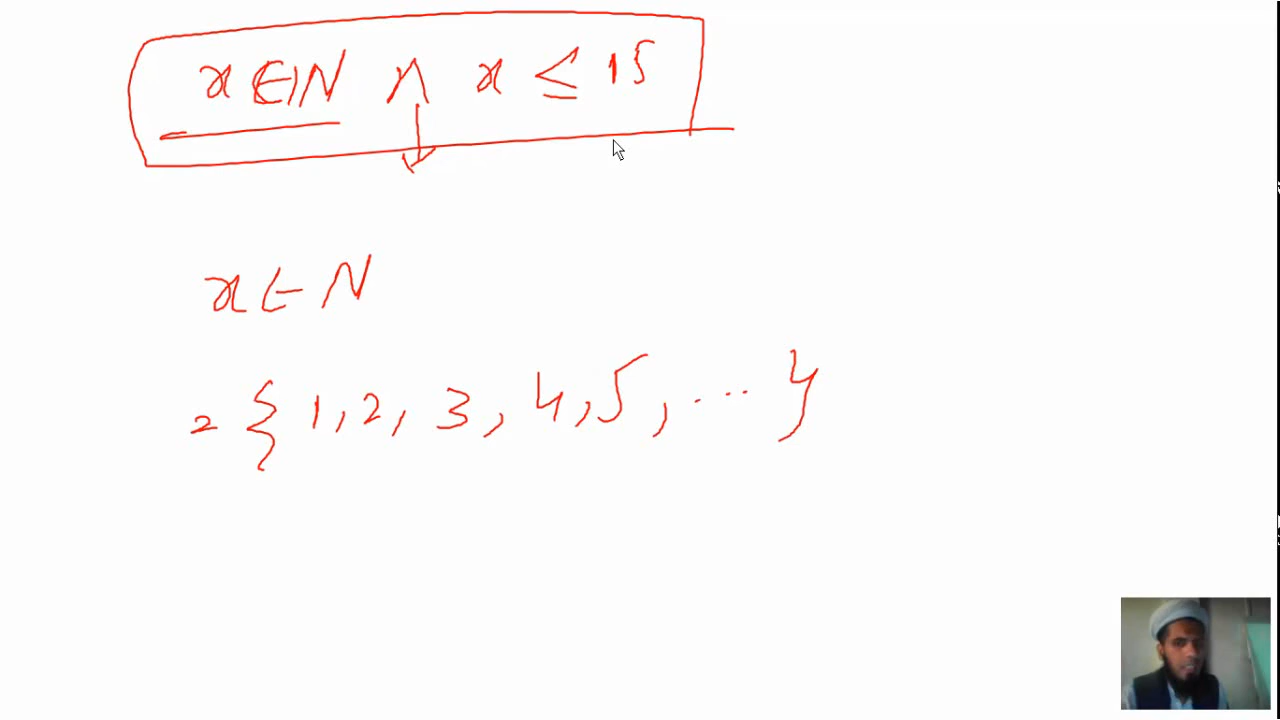 x ∈ N ∧ x ≤ 15
x ∈ N
= { 1, 2, 3, 4, 5, ... }